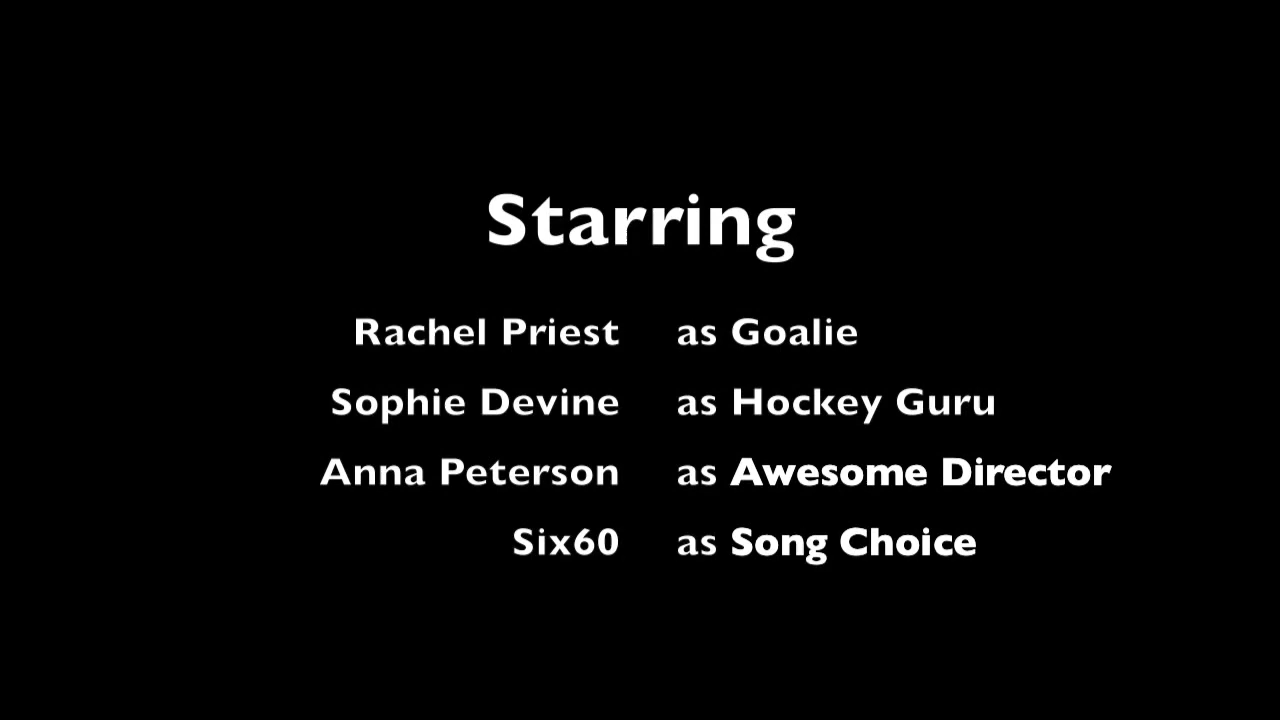 Starring
Rachel Priest as Goalie
Sophie Devine as Hockey Guru
Anna Peterson as Awesome Director
Six60 as Song Choice